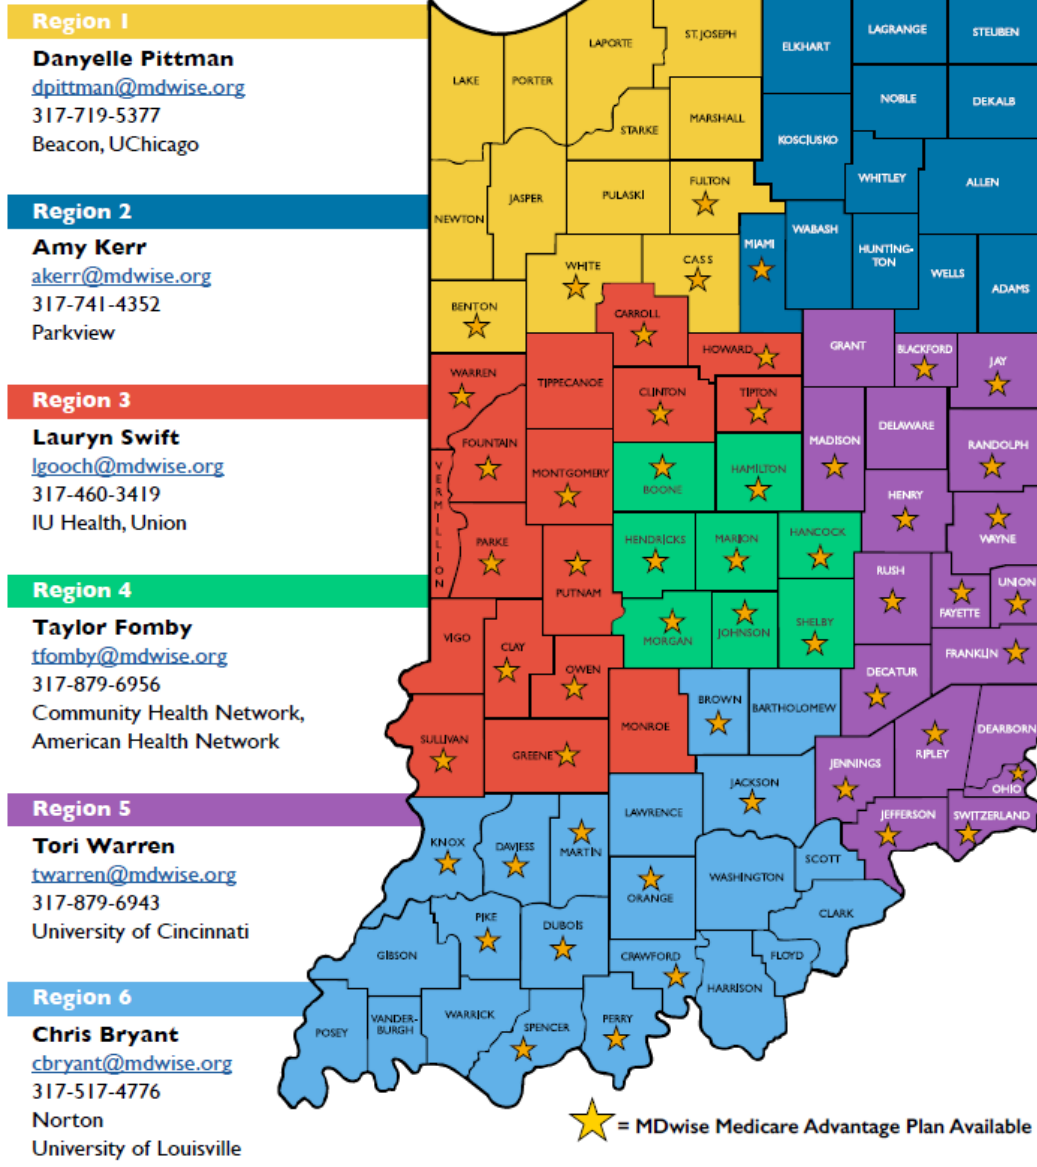 Region 1
Danyelle Pittman
dpittman@mdwise.org
317-719-5377
Beacon, UChicago
Region 2
Amy Kerr
akerr@mdwise.org
317-741-4352
Parkview
Region 3
Lauryn Swift
lgooch@mdwise.org
317-460-3419
IU Health, Union
Region 4
Taylor Fomby
tfomby@mdwise.org
317-879-6956
Community Health Network,
American Health Network
Region 5
Tori Warren
twarren@mdwise.org
317-879-6943
University of Cincinnati
Region 6
Chris Bryant
cbryant@mdwise.org
317-517-4776
Norton
University of Louisville
LAKE
PORTER
LAPORTE
ST. JOSEPH
ELKHART
LAGRANGE
STEUBEN
NOBLE
DEKALB
STARKE
MARSHALL
KOSCIUSKO
WHITLEY
ALLEN
NEWTON
JASPER
PULASKI
FULTON
MIAMI
WABASH
HUNTING-
TON
WELLS
ADAMS
WHITE
CASS
BENTON
CARROLL
HOWARD
GRANT
BLACKFORD
JAY
WARREN
TIPPECANOE
CLINTON
TIPTON
MADISON
DELAWARE
RANDOLPH
FOUNTAIN
MONTGOMERY
BOONE
HAMILTON
HENRY
WAYNE
VERMILLION
PARKE
PUTNAM
HENDRICKS
MARION
HANCOCK
RUSH
FAYETTE
UNION
VIGO
CLAY
OWEN
MORGAN
JOHNSON
SHELBY
DECATUR
FRANKLIN
SULLIVAN
GREENE
MONROE
BROWN
BARTHOLOMEW
JENNINGS
RIPLEY
DEARBORN
OHIO
KNOX
DAVIESS
MARTIN
LAWRENCE
JACKSON
JEFFERSON
SWITZERLAND
SCOTT
ORANGE
WASHINGTON
CLARK
GIBSON
PIKE
DUBOIS
CRAWFORD
FLOYD
HARRISON
POSEY
VANDER-
BURGH
WARRICK
SPENCER
PERRY
= MDwise Medicare Advantage Plan Available